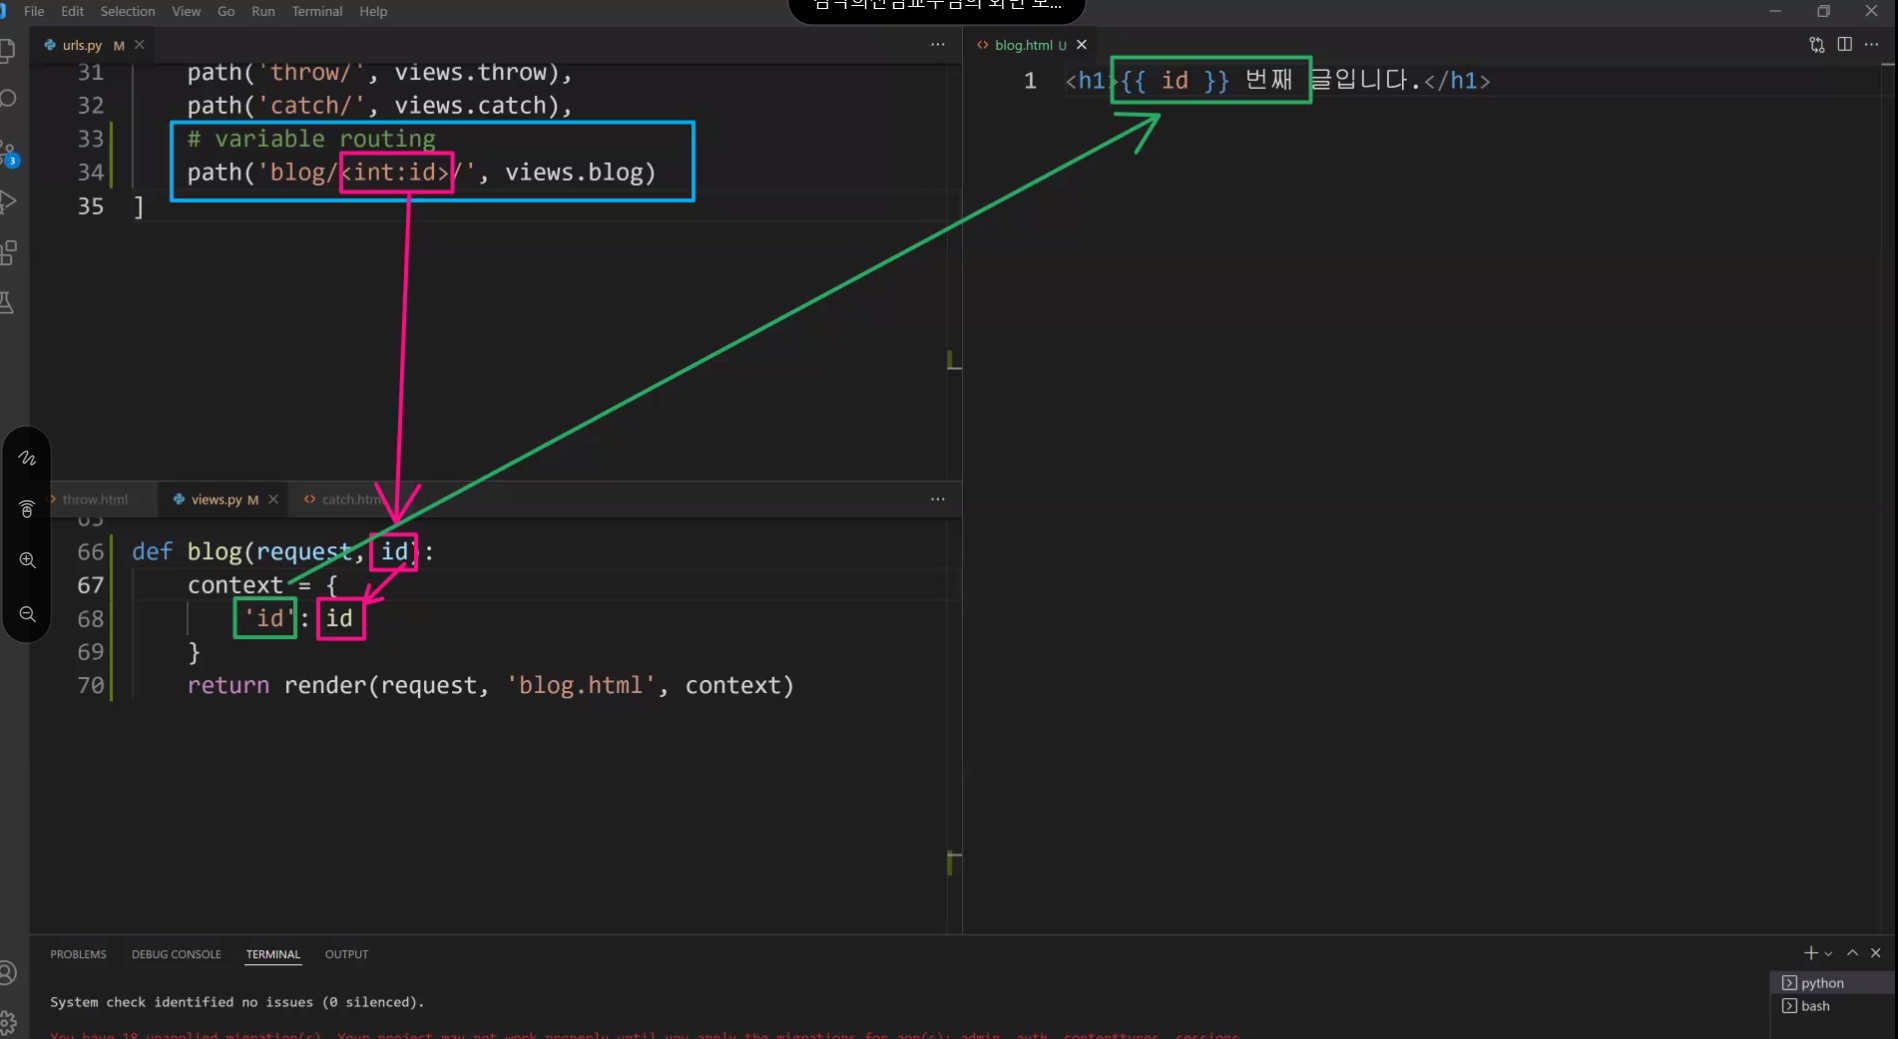 File Edit Selection View Go Run Terminal Help
urls.py M
31 path('throw/', views.throw),
32 path('catch/', views.catch),
33 # variable routing
34 path('blog/<int:id>/', views.blog)
35 ]
blog.html U
1 <h1>{{ id }} 번째 글입니다.</h1>
3
throw.html views.py M catch.htm
65
66 def blog(request, id):
67 context = {
68 'id': id
69 }
70 return render(request, 'blog.html', context)
PROBLEMS DEBUG CONSOLE TERMINAL OUTPUT
System check identified no issues (0 silenced).
You have 18 unapplied migration(s). Your project may not work properly until you apply the migrations for app(s): admin, auth, contenttypes, sessions
python
bash